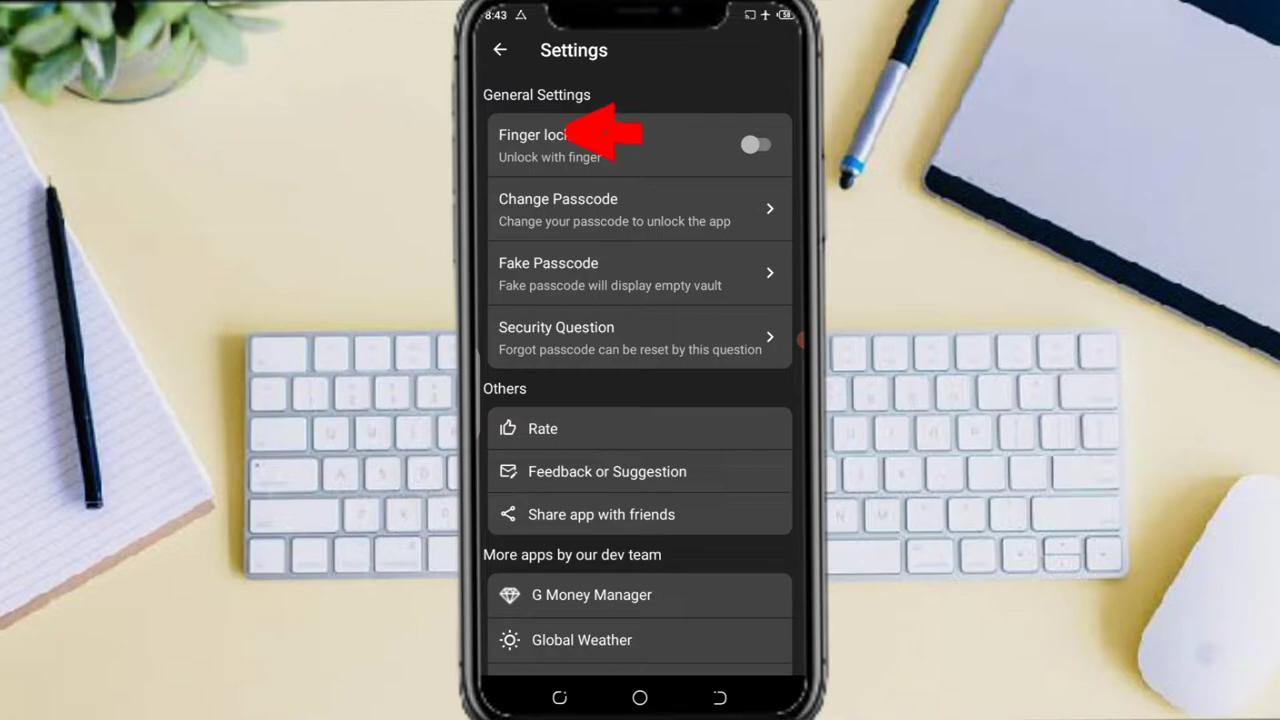 8:43
58
Settings
General Settings
Finger lock
Unlock with finger
Change Passcode
Change your passcode to unlock the app
Fake Passcode
Fake passcode will display empty vault
Security Question
Forgot passcode can be reset by this question
Others
Rate
Feedback or Suggestion
Share app with friends
More apps by our dev team
G Money Manager
Global Weather